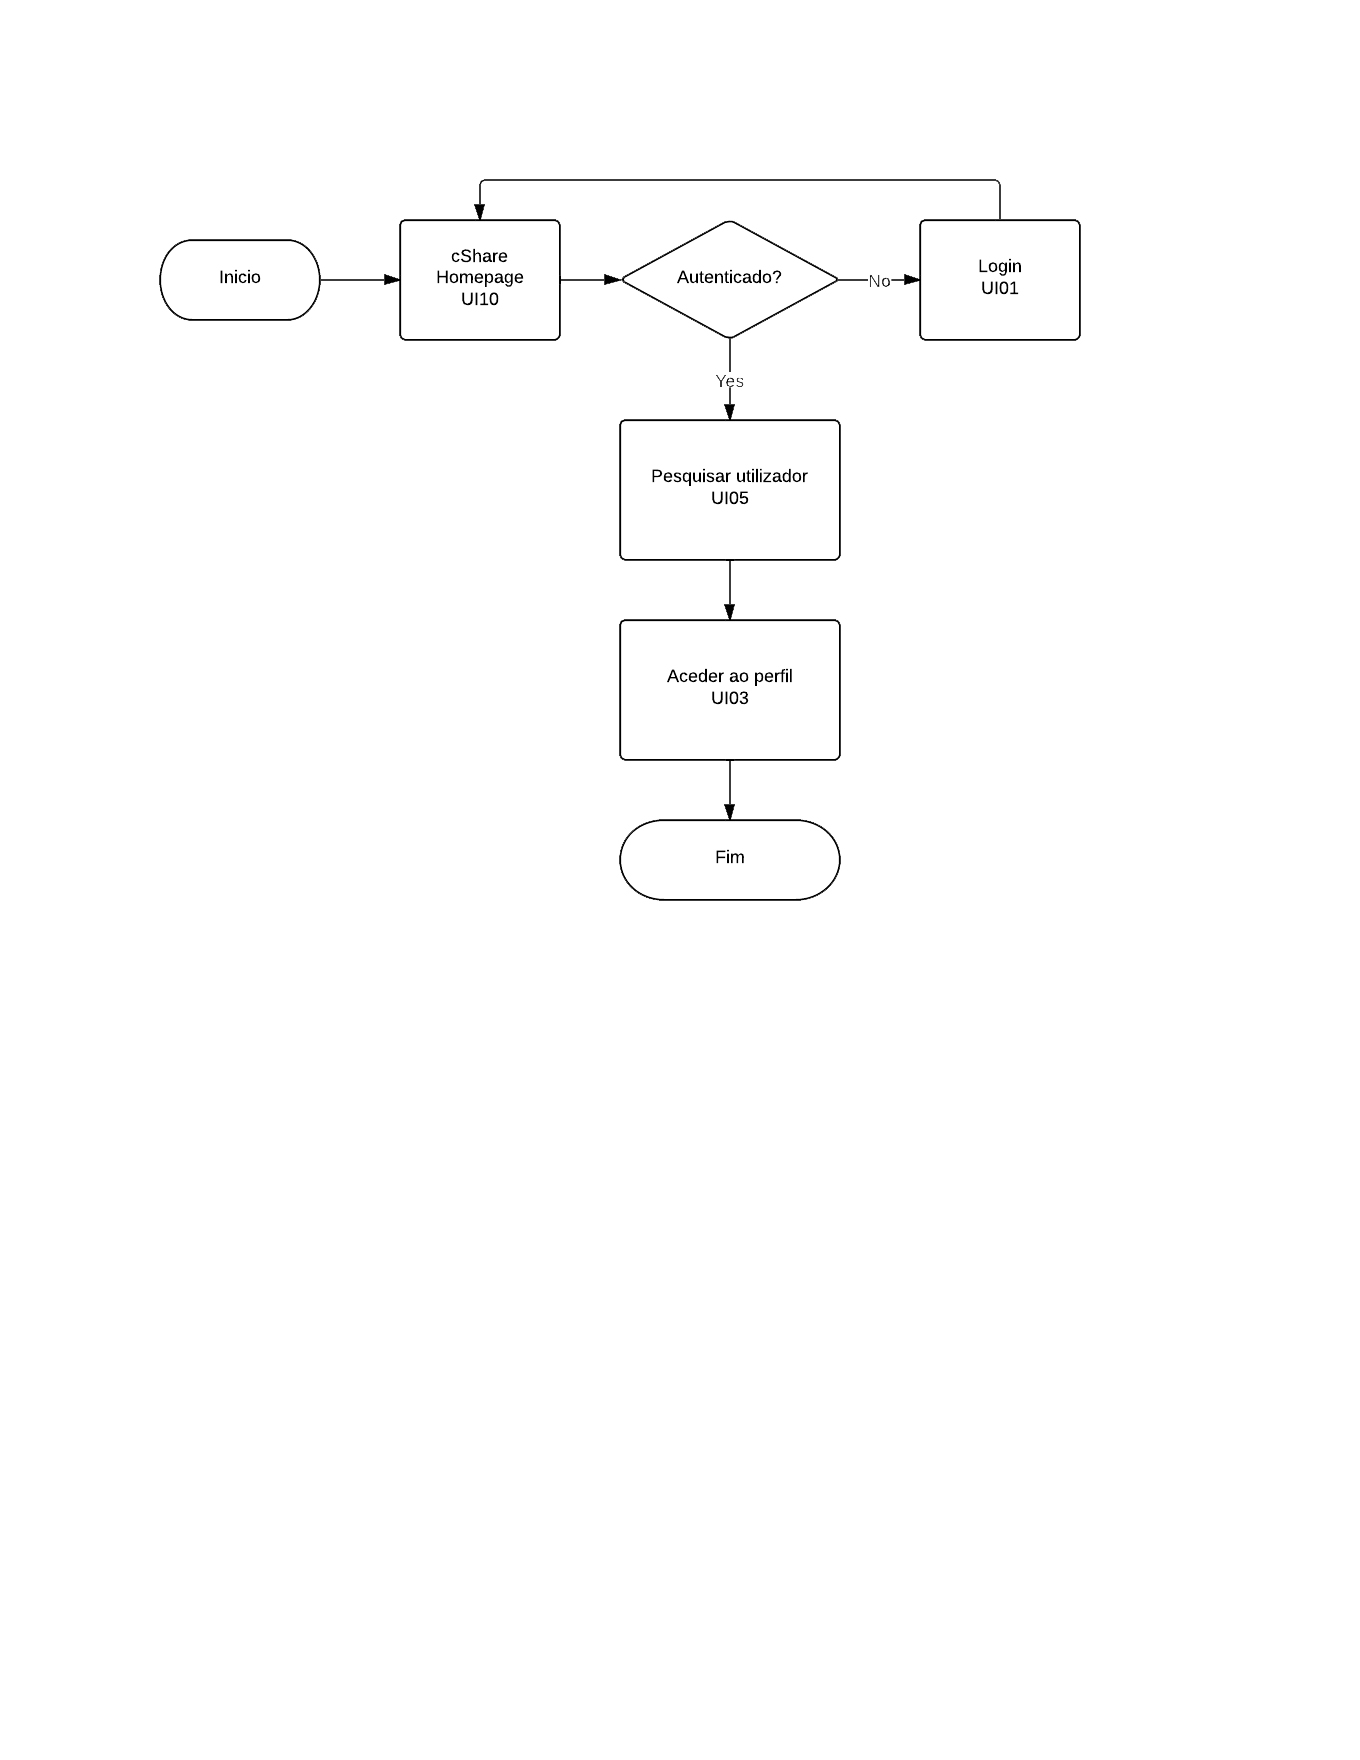 Inicio
cShare
Homepage
UI10
Autenticado?
No
Login
UI01
Yes
Pesquisar utilizador
UI05
Aceder ao perfil
UI03
Fim